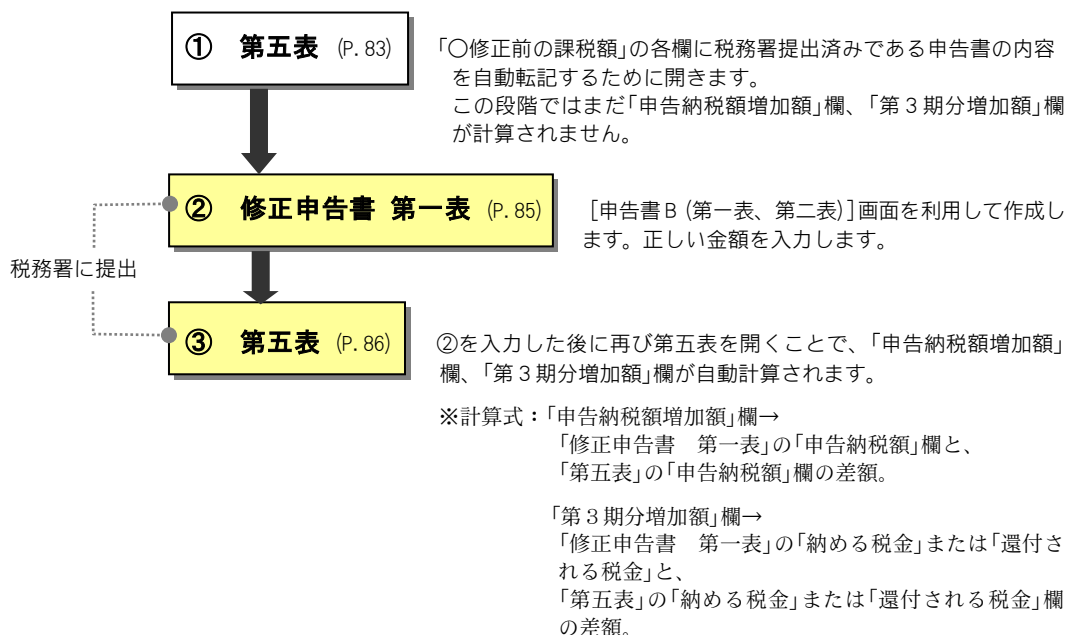 ① 第五表 (P.83)
「○修正前の課税額」の各欄に税務署提出済みである申告書の内容
を自動転記するために開きます。
この段階ではまだ「申告納税額増加額」欄、「第３期分増加額」欄
が計算されません。
② 修正申告書 第一表 (P.85)
［申告書Ｂ（第一表、第二表）］画面を利用して作成し
ます。正しい金額を入力します。
税務署に提出
③ 第五表 (P.86)
②を入力した後に再び第五表を開くことで、「申告納税額増加額」
欄、「第３期分増加額」欄が自動計算されます。
※計算式：「申告納税額増加額」欄→
「修正申告書　第一表」の「申告納税額」欄と、
「第五表」の「申告納税額」欄の差額。
「第３期分増加額」欄→
「修正申告書　第一表」の「納める税金」または「還付さ
れる税金」と、
「第五表」の「納める税金」または「還付される税金」欄
の差額。